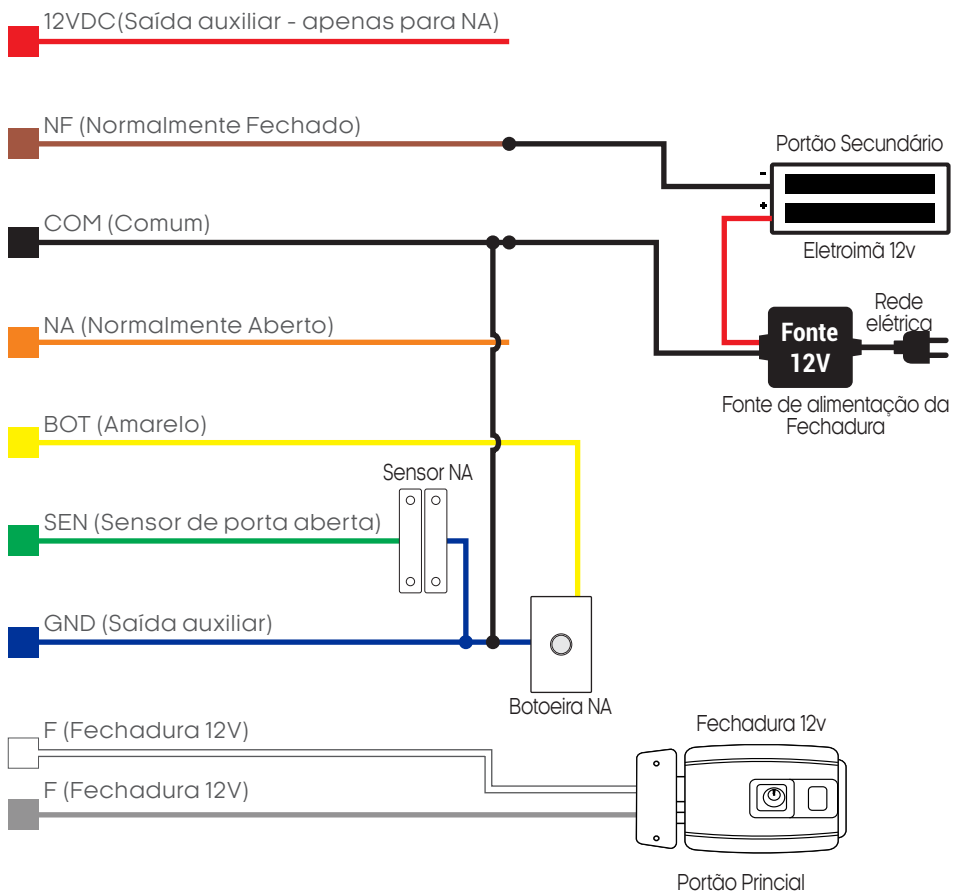 12VDC(Saída auxiliar - apenas para NA)
NF (Normalmente Fechado)
Portão Secundário
-
+
COM (Comum)
Eletroimã 12v
NA (Normalmente Aberto)
Rede
elétrica
Fonte
12V
Fonte de alimentação da
Fechadura
BOT (Amarelo)
Sensor NA
SEN (Sensor de porta aberta)
GND (Saída auxiliar)
Botoeira NA
F (Fechadura 12V)
Fechadura 12v
F (Fechadura 12V)
Portão Princial